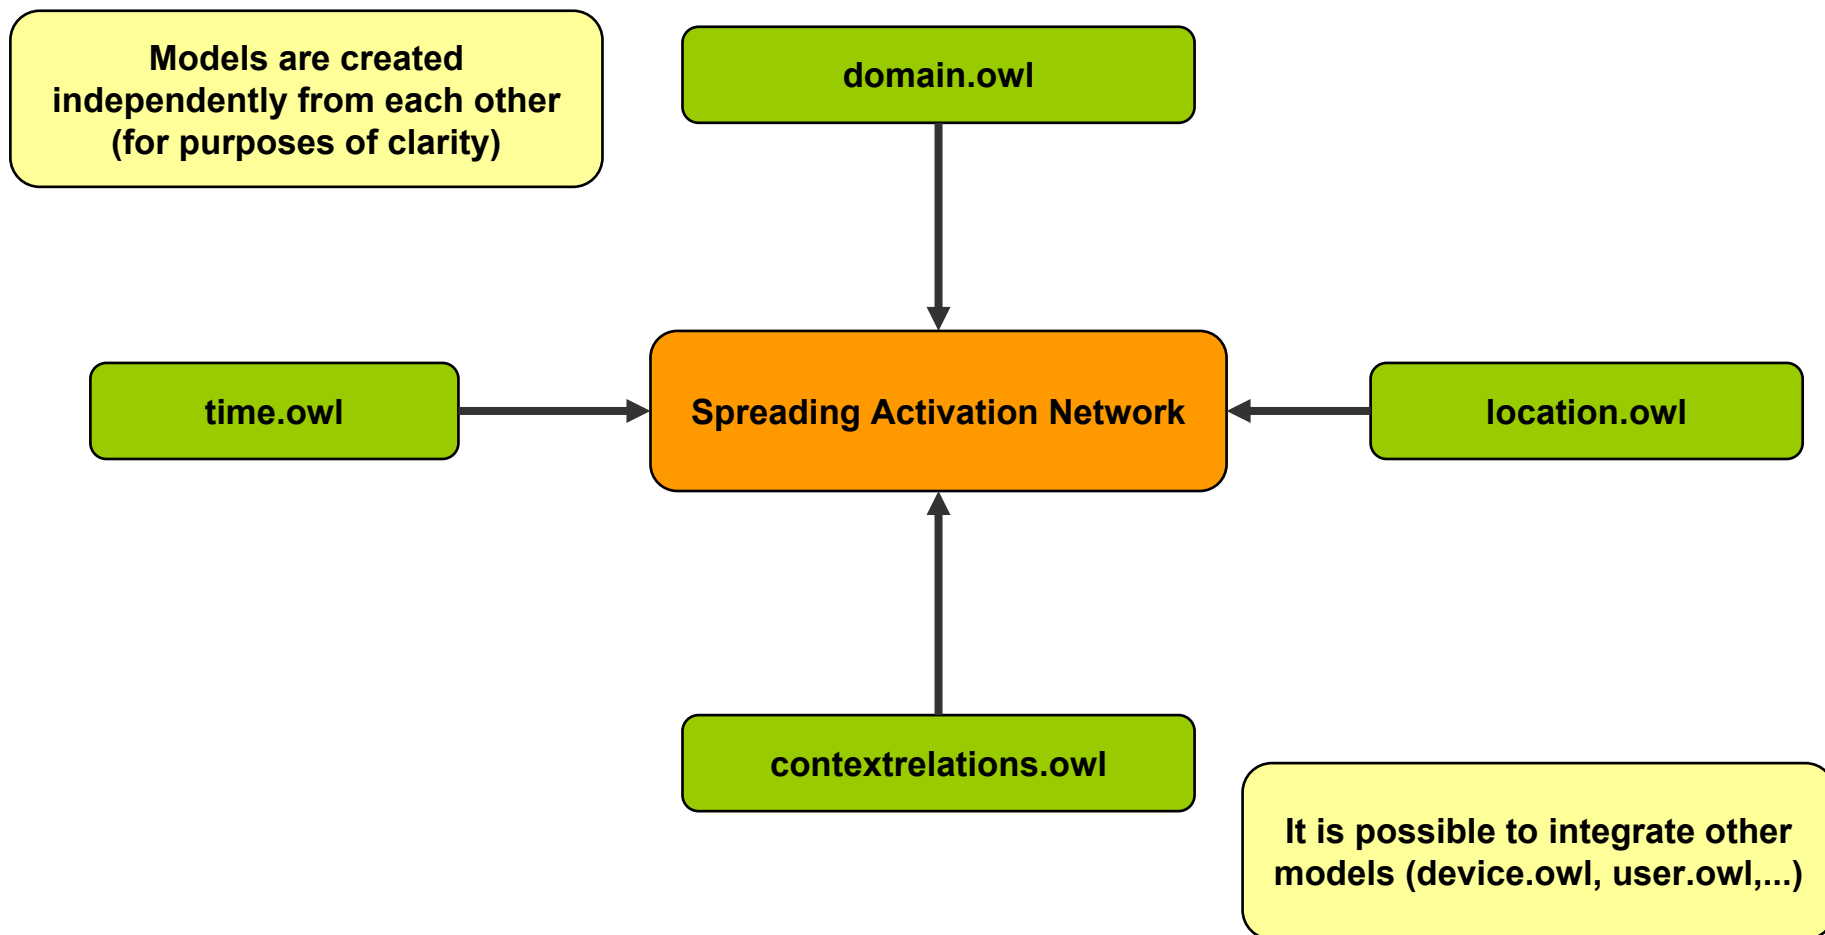 Models are created
independently from each other
(for purposes of clarity)
domain.owl
time.owl
Spreading Activation Network
location.owl
contextrelations.owl
It is possible to integrate other
models (device.owl, user.owl,...)